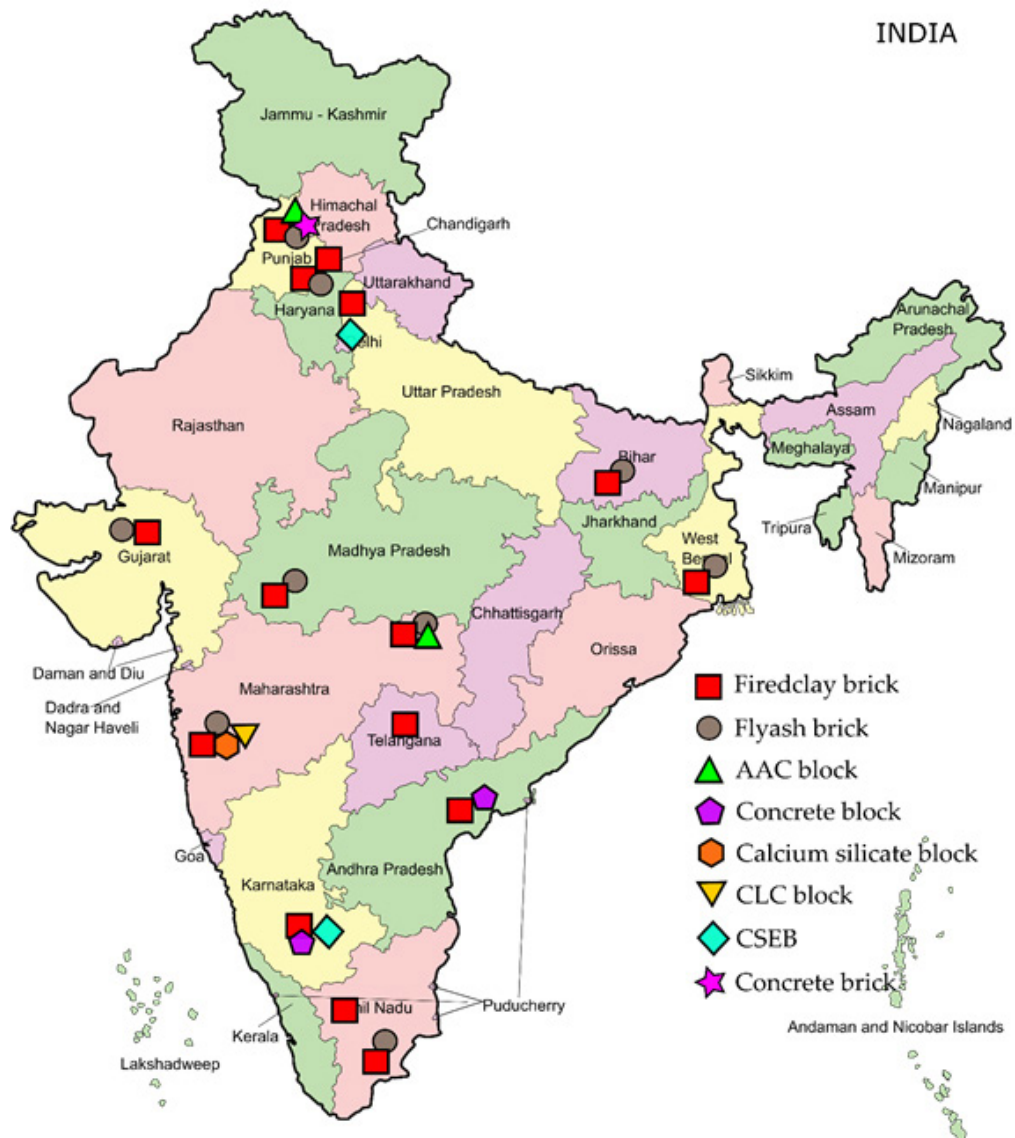 INDIA
Jammu - Kashmir
Himachal
Pradesh
Chandigarh
Punjab
Uttarakhand
Haryana
Delhi
Arunachal
Pradesh
Sikkim
Uttar Pradesh
Rajasthan
Assam
Nagaland
Meghalaya
Bihar
Manipur
Jharkhand
Tripura
West
Bengal
Gujarat
Madhya Pradesh
Mizoram
Chhattisgarh
Orissa
Daman and Diu
Maharashtra
Dadra and
Nagar Haveli
Telangana
Firedclay brick
Flyash brick
AAC block
Concrete block
Calcium silicate block
CLC block
CSEB
Concrete brick
Goa
Andhra Pradesh
Karnataka
Tamil Nadu
Puducherry
Kerala
Lakshadweep
Andaman and Nicobar Islands